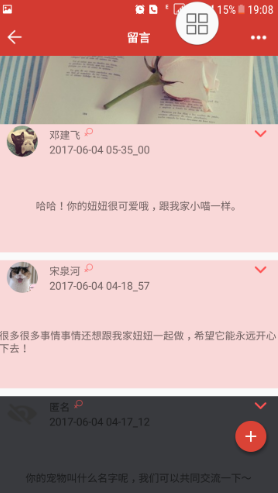 15% 19:08
留言
邓建飞
2017-06-04 05-35_00
哈哈！你的妞妞很可爱哦，跟我家小喵一样。
宋泉河
2017-06-04 04-18_57
很多很多事情事情还想跟我家妞妞一起做，希望它能永远开心
下去！
匿名
2017-06-04 04-17_12
你的宠物叫什么名字呢，我们可以共同交流一下～